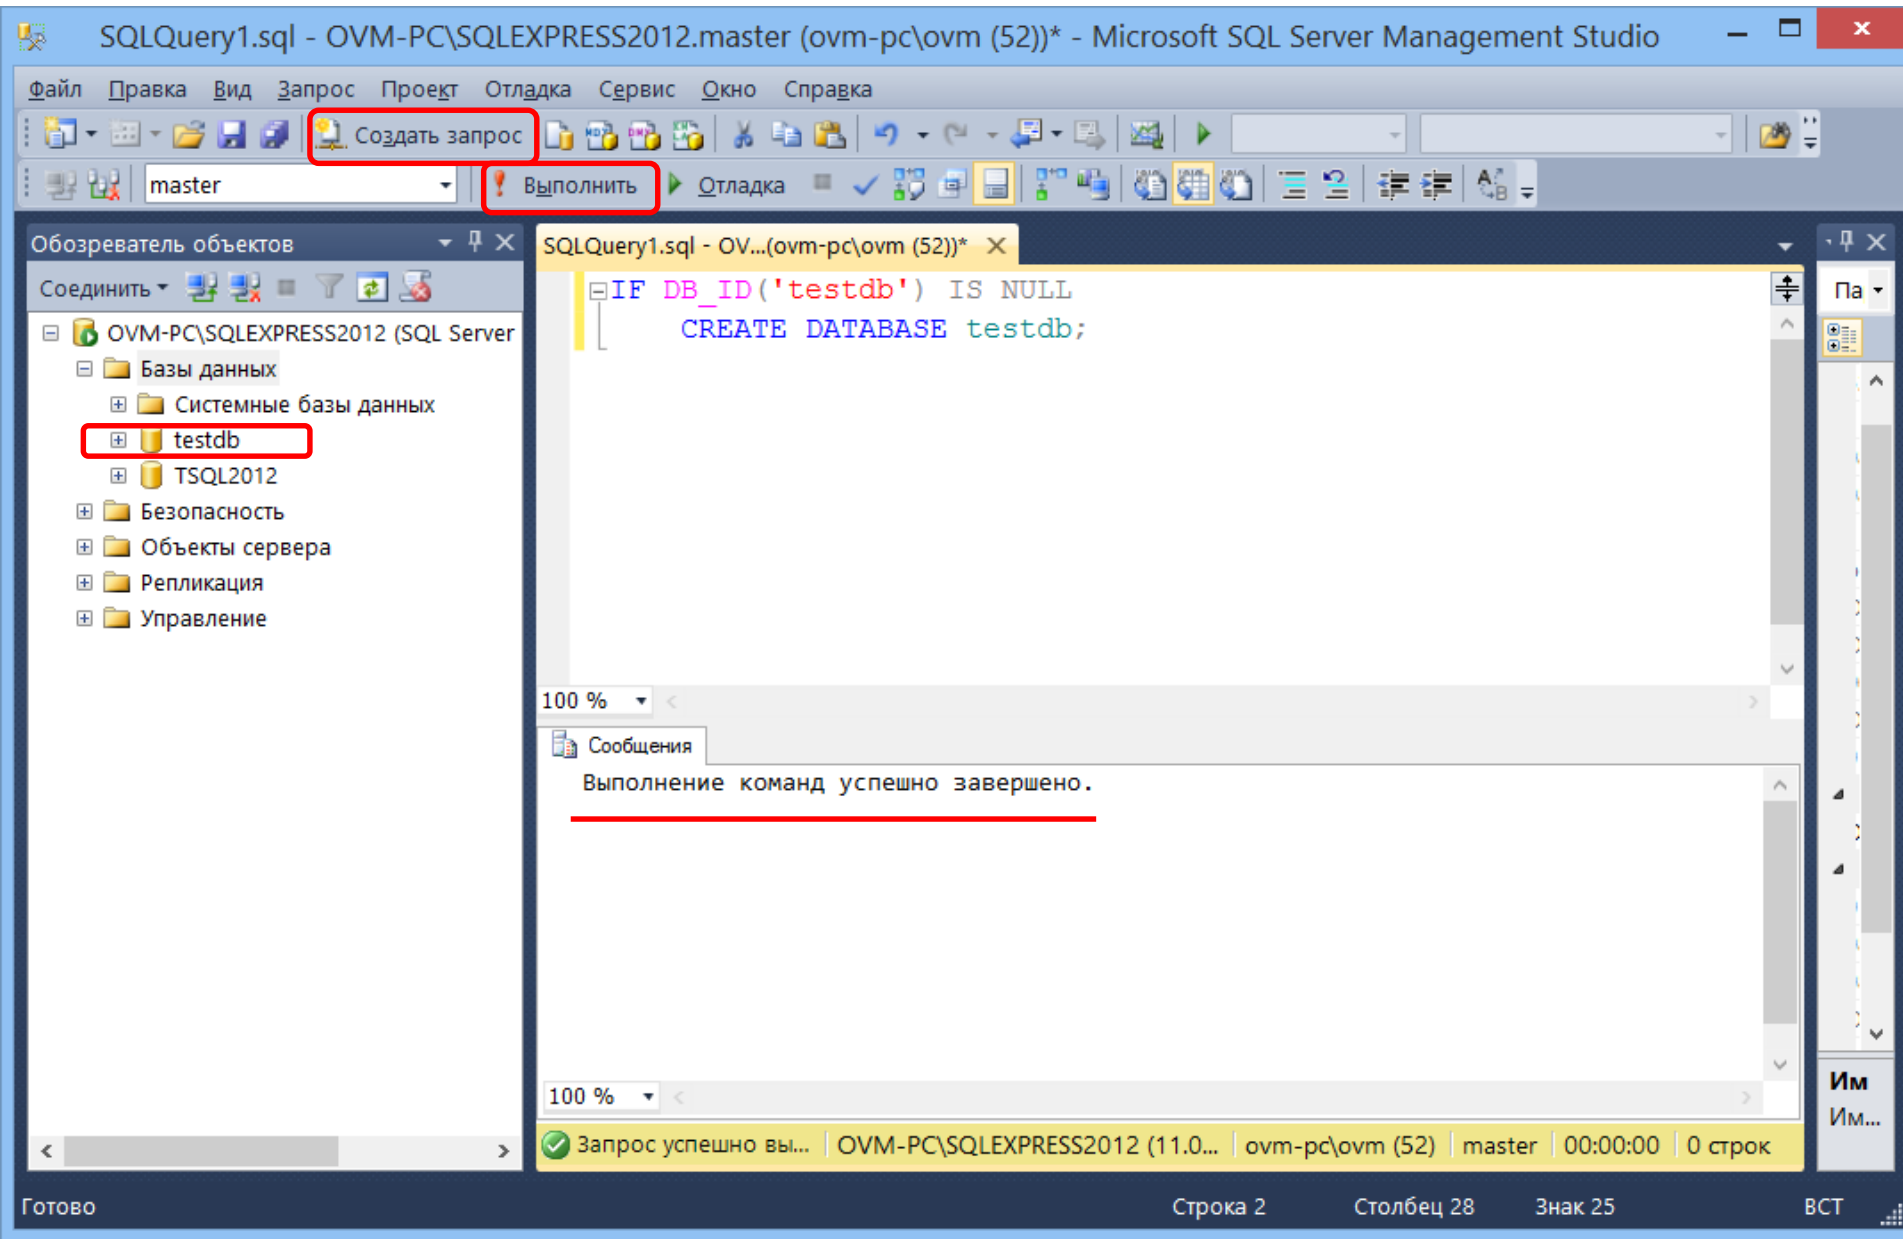 SQLQuery1.sql - OVM-PC\SQLEXPRESS2012.master (ovm-pc\ovm (52))* - Microsoft SQL Server Management Studio
Файл Правка Вид Запрос Проект Отладка Сервис Окно Справка
Создать запрос
master Выполнить Отладка
Обозреватель объектов
Соединить
OVM-PC\SQLEXPRESS2012 (SQL Server
Базы данных
Системные базы данных
testdb
TSQL2012
Безопасность
Объекты сервера
Репликация
Управление
SQLQuery1.sql - OV...(ovm-pc\ovm (52))*
IF DB_ID('testdb') IS NULL
CREATE DATABASE testdb;
100 %
Сообщения
Выполнение команд успешно завершено.
100 %
Запрос успешно вы... OVM-PC\SQLEXPRESS2012 (11.0... ovm-pc\ovm (52) master 00:00:00 0 строк
Па
Им
Им...
Готово Строка 2 Столбец 28 Знак 25 ВСТ